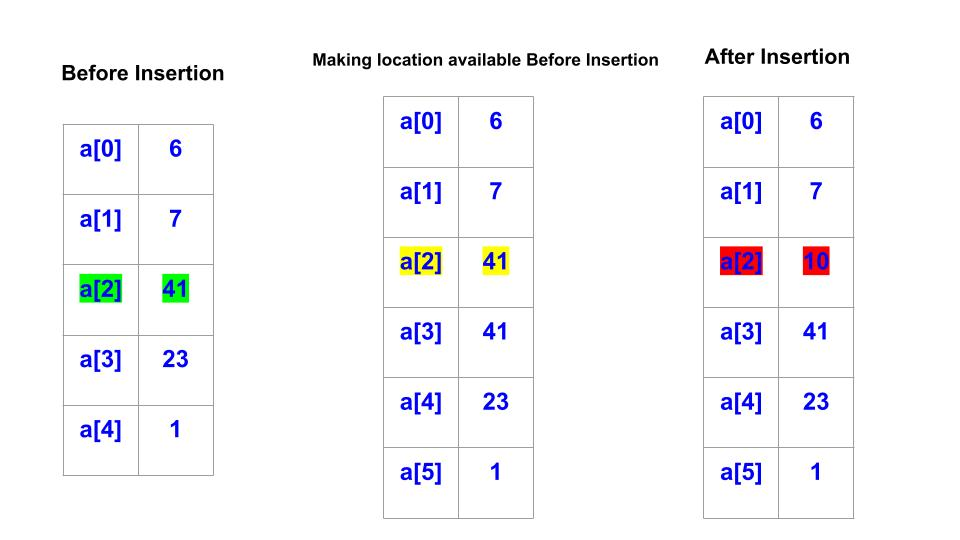 Before Insertion
a[0] 6
a[1] 7
a[2] 41
a[3] 23
a[4] 1
Making location available Before Insertion
a[0] 6
a[1] 7
a[2] 41
a[3] 41
a[4] 23
a[5] 1
After Insertion
a[0] 6
a[1] 7
a[2] 10
a[3] 41
a[4] 23
a[5] 1